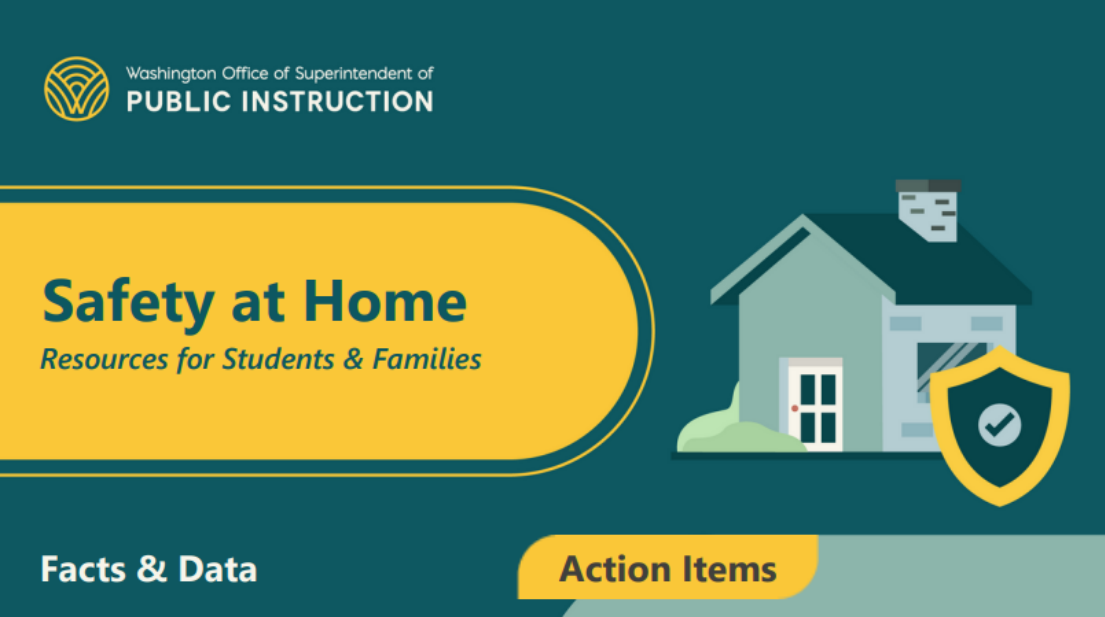 Washington Office of Superintendent of
PUBLIC INSTRUCTION
Safety at Home
Resources for Students & Families
Facts & Data
Action Items